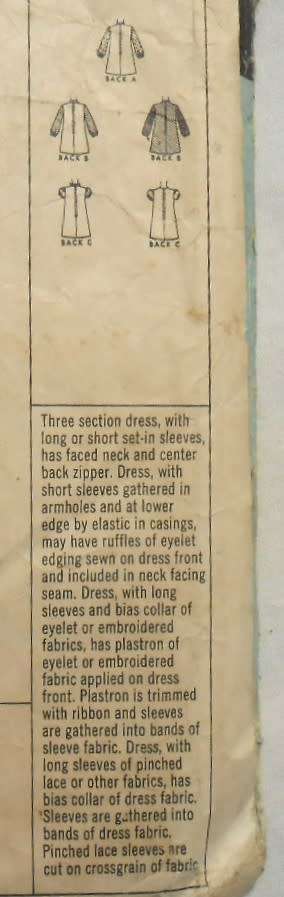 BACK A
BACK B BACK B
BACK C BACK C
Three section dress, with
long or short set-in sleeves,
has faced neck and center
back zipper. Dress, with
short sleeves gathered in
armholes and at lower
edge by elastic in casings,
may have ruffles of eyelet
edging sewn on dress front
and included in neck facing
seam. Dress, with long
sleeves and bias collar of
eyelet or embroidered
fabrics, has plastron of
eyelet or embroidered
fabric applied on dress
front. Plastron is trimmed
with ribbon and sleeves
are gathered into bands of
sleeve fabric. Dress, with
long sleeves of pinched
lace or other fabrics, has
bias collar of dress fabric.
Sleeves are gathered into
bands of dress fabric.
Pinched lace sleeves are
cut on crossgrain of fabric